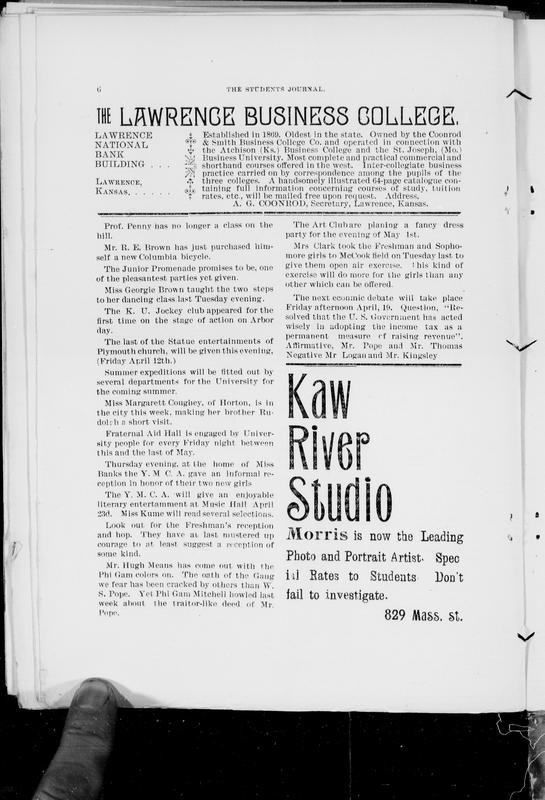 6
THE STUDENTS JOURNAL.
THE LAWRENCE BUSINESS COLLEGE.
LAWRENCE
NATIONAL
BANK
BUILDING . . .
LAWRENCE,
KANSAS, . . . . . .
Established in 1869. Oldest in the state. Owned by the Coonrod
& Smith Business College Co. and operated in connection with
the Atchison (Ks.) Business College and the St. Joseph, (Mo.)
Business University. Most complete and practical commercial and
shorthand courses offered in the west. Inter-collegiate business
practice carried on by correspondence among the pupils of the
three colleges. A handsomely illustrated 64-page catalogue con-
taining full information concerning courses of study, tuition
rates, etc., will be mailed free upon request. Address,
A. G. COONROD, Secretary, Lawrence, Kansas.
Prof. Penny has no longer a class on the
hill.
Mr. R. E. Brown has just purchased him-
self a new Columbia bicycle.
The Junior Promenade promises to be, one
of the pleasantest parties yet given.
Miss Georgie Brown taught the two steps
to her dancing class last Tuesday evening.
The K. U. Jockey club appeared for the
first time on the stage of action on Arbor
day.
The last of the Statue entertainments of
Plymouth church, will be given this evening,
(Friday April 12th.)
Summer expeditions will be fitted out by
several departments for the University for
the coming summer.
Miss Margarett Coughey, of Horton, is in
the city this week, making her brother Ru-
dolph a short visit.
Fraternal Aid Hall is engaged by Univer-
sity people for every Friday night between
this and the last of May.
Thursday evening, at the home of Miss
Banks the Y. M. C. A. gave an informal re-
ception in honor of their two new girls
The Y. M. C. A. will give an enjoyable
literary entertamment at Music Hall April
23d. Miss Kume will read several selections.
Look out for the Freshman's reception
and hop. They have at last mustered up
courage to at least suggest a reception of
some kind.
Mr. Hugh Means has come out with the
Phi Gam colors on. The oath of the Gang
we fear has been cracked by others than W.
S. Pope. Yet Phi Gam Mitchell howled last
week about the traitor-like deed of Mr.
Pope.
The Art Club are planing a fancy dress
party for the evening of May 1st.
Mrs Clark took the Freshman and Sopho-
more girls to McCook field on Tuesday last to
give them open air exercise. This kind of
exercise will do more for the girls than any
other which can be offered.
The next economic debate will take place
Friday afternoon April, 19. Question, "Re-
solved that the U. S. Government has acted
wisely in adopting the income tax as a
permanent measure of raising revenue".
Affirmative, Mr. Pope and Mr. Thomas
Negative Mr Logan and Mr. Kingsley
Kaw
River
Studio
Morris is now the Leading
Photo and Portrait Artist. Spec
ial Rates to Students Don't
fail to investigate.
829 Mass. st.